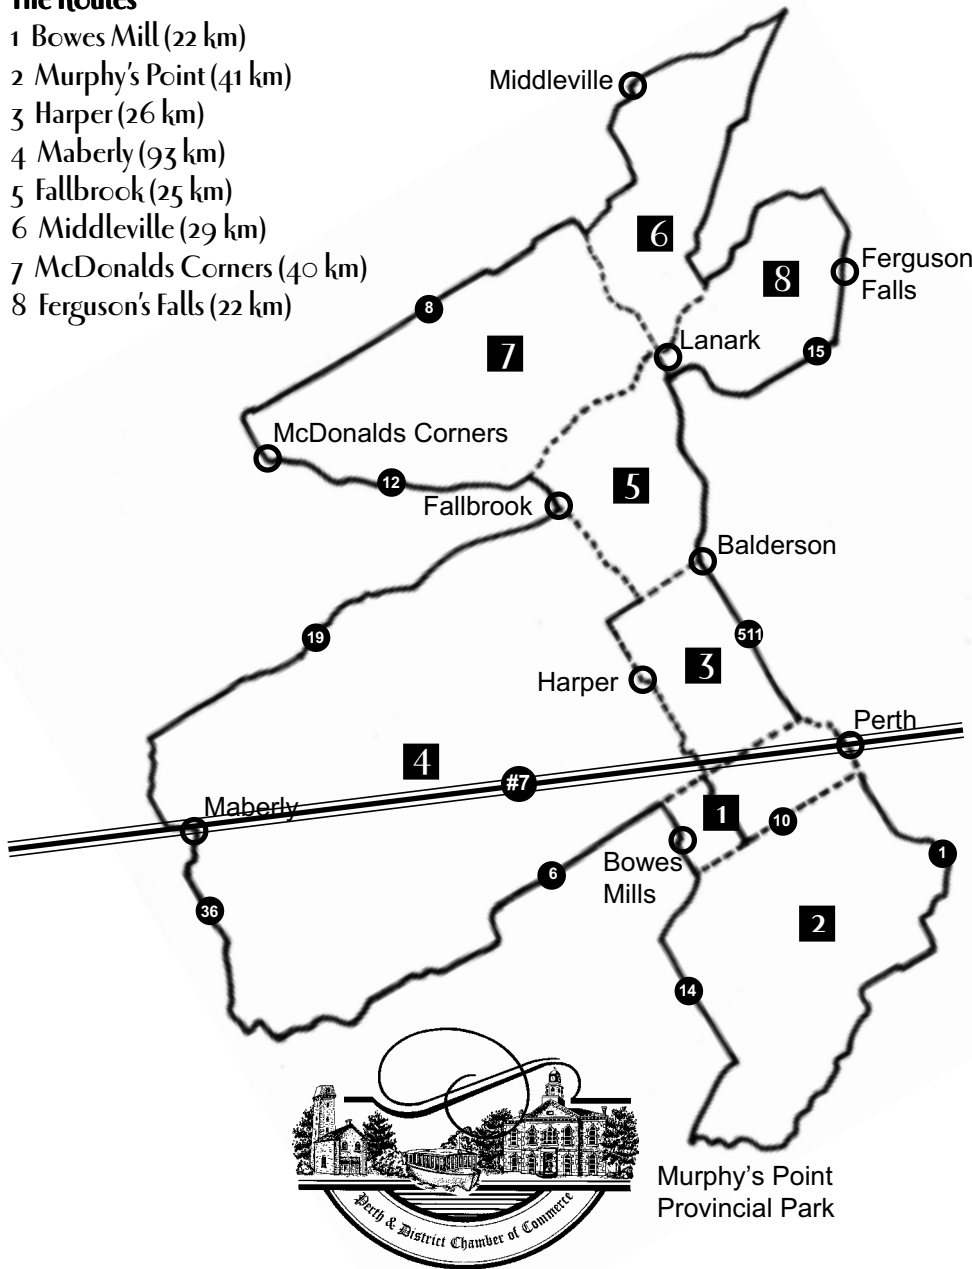 The Routes
1 Bowes Mill (22 km)
2 Murphy's Point (41 km)
3 Harper (26 km)
4 Maberly (93 km)
5 Fallbrook (25 km)
6 Middleville (29 km)
7 McDonalds Corners (40 km)
8 Ferguson's Falls (22 km)
Middleville
6
8
Ferguson
Falls
8
7
Lanark
15
McDonalds Corners
12
5
Fallbrook
Balderson
19
511
3
Harper
Perth
4
#7
Maberly
1
10
Bowes
Mills
1
6
36
2
14
Murphy's Point
Provincial Park
Perth & District Chamber of Commerce